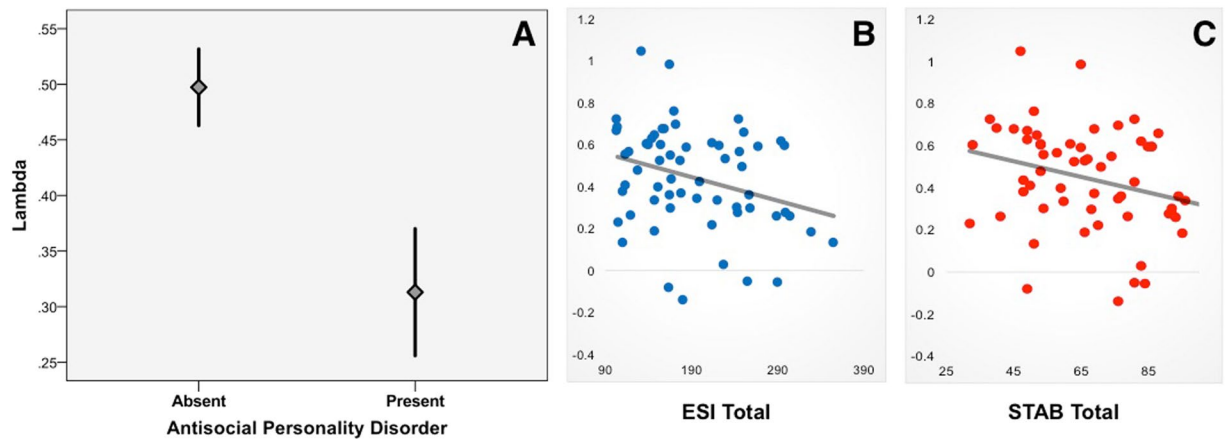 A
.55
.50
.45
.40
.35
.30
.25
Lambda
Absent Present
Antisocial Personality Disorder
B
1.2
1
0.8
0.6
0.4
0.2
0
-0.2
-0.4
90 190 290 390
ESI Total
C
1.2
1
0.8
0.6
0.4
0.2
0
-0.2
-0.4
25 45 65 85
STAB Total